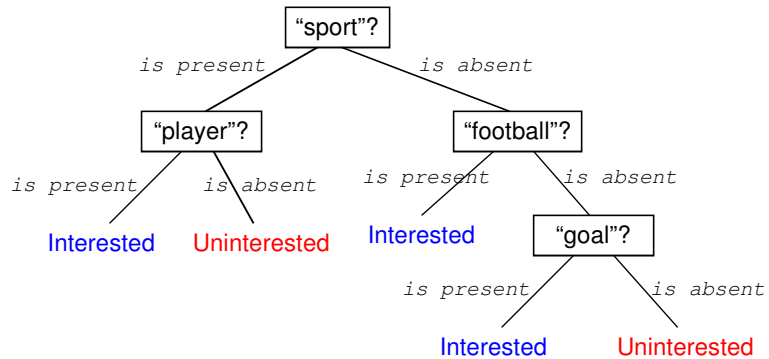 “sport”?
is present
is absent
“player”?
“football”?
is present
is absent
is present
is absent
Interested
Uninterested
Interested
“goal”?
is present
is absent
Interested
Uninterested